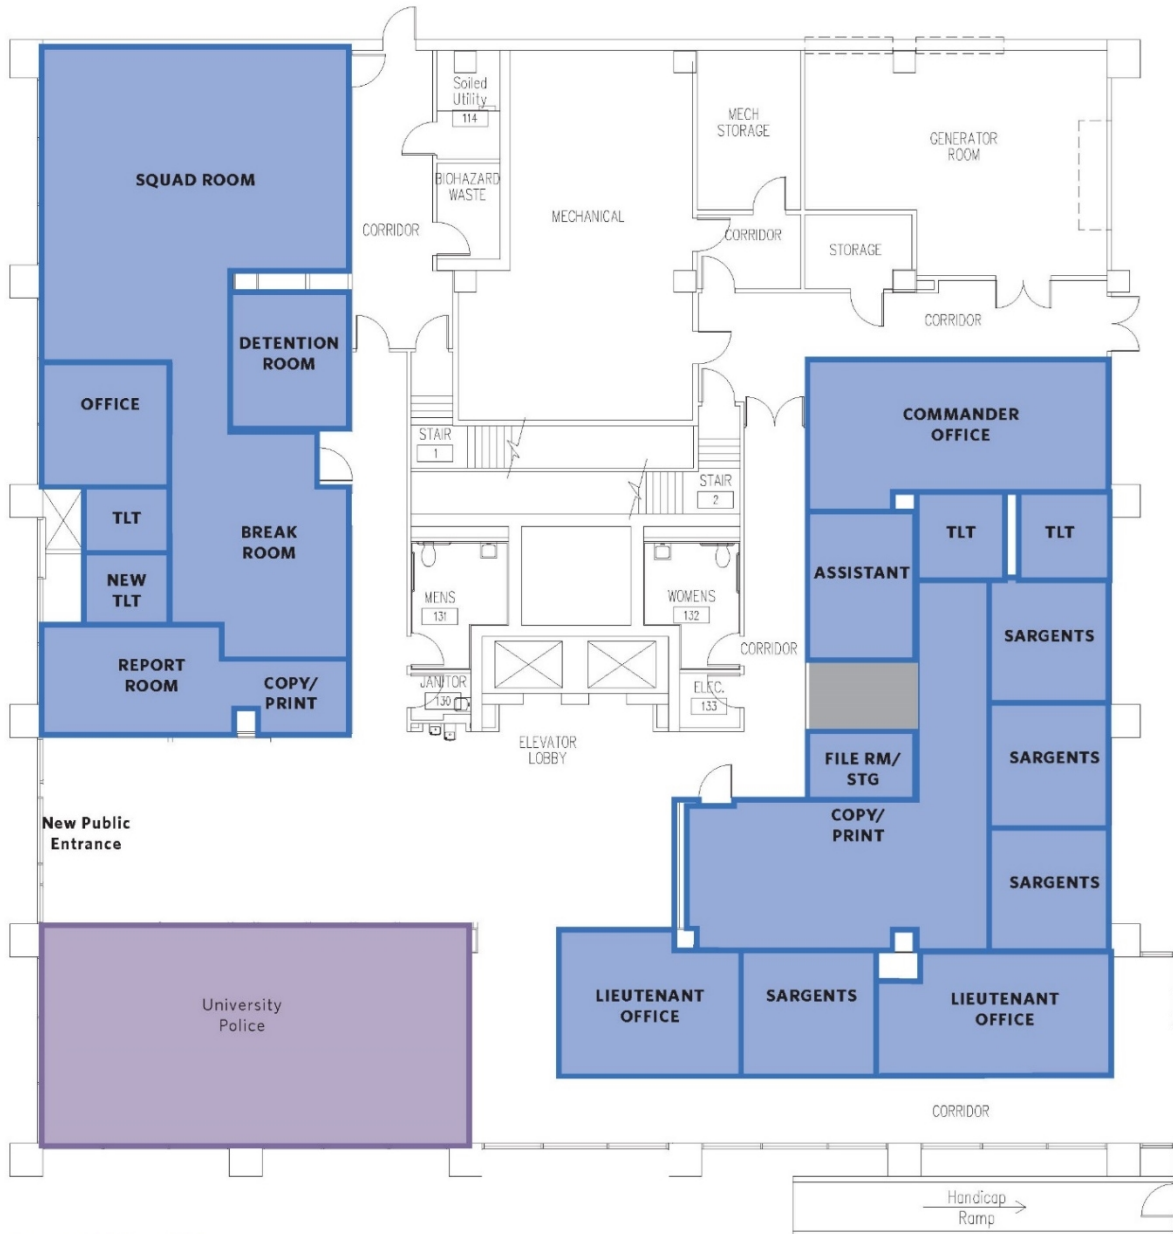 Soiled
Utility
114
MECH
STORAGE
GENERATOR
ROOM
SQUAD ROOM
BIOHAZARD
WASTE
MECHANICAL
CORRIDOR
CORRIDOR
STORAGE
CORRIDOR
DETENTION
ROOM
OFFICE
COMMANDER
OFFICE
STAIR
1
STAIR
2
TLT
BREAK
ROOM
TLT
TLT
NEW
TLT
ASSISTANT
MENS
131
WOMENS
132
SARGENTS
CORRIDOR
REPORT
ROOM
COPY/
PRINT
JANITOR
130
ELEC.
133
ELEVATOR
LOBBY
FILE RM/
STG
SARGENTS
COPY/
PRINT
New Public
Entrance
SARGENTS
University
Police
LIEUTENANT
OFFICE
SARGENTS
LIEUTENANT
OFFICE
CORRIDOR
Handicap
Ramp